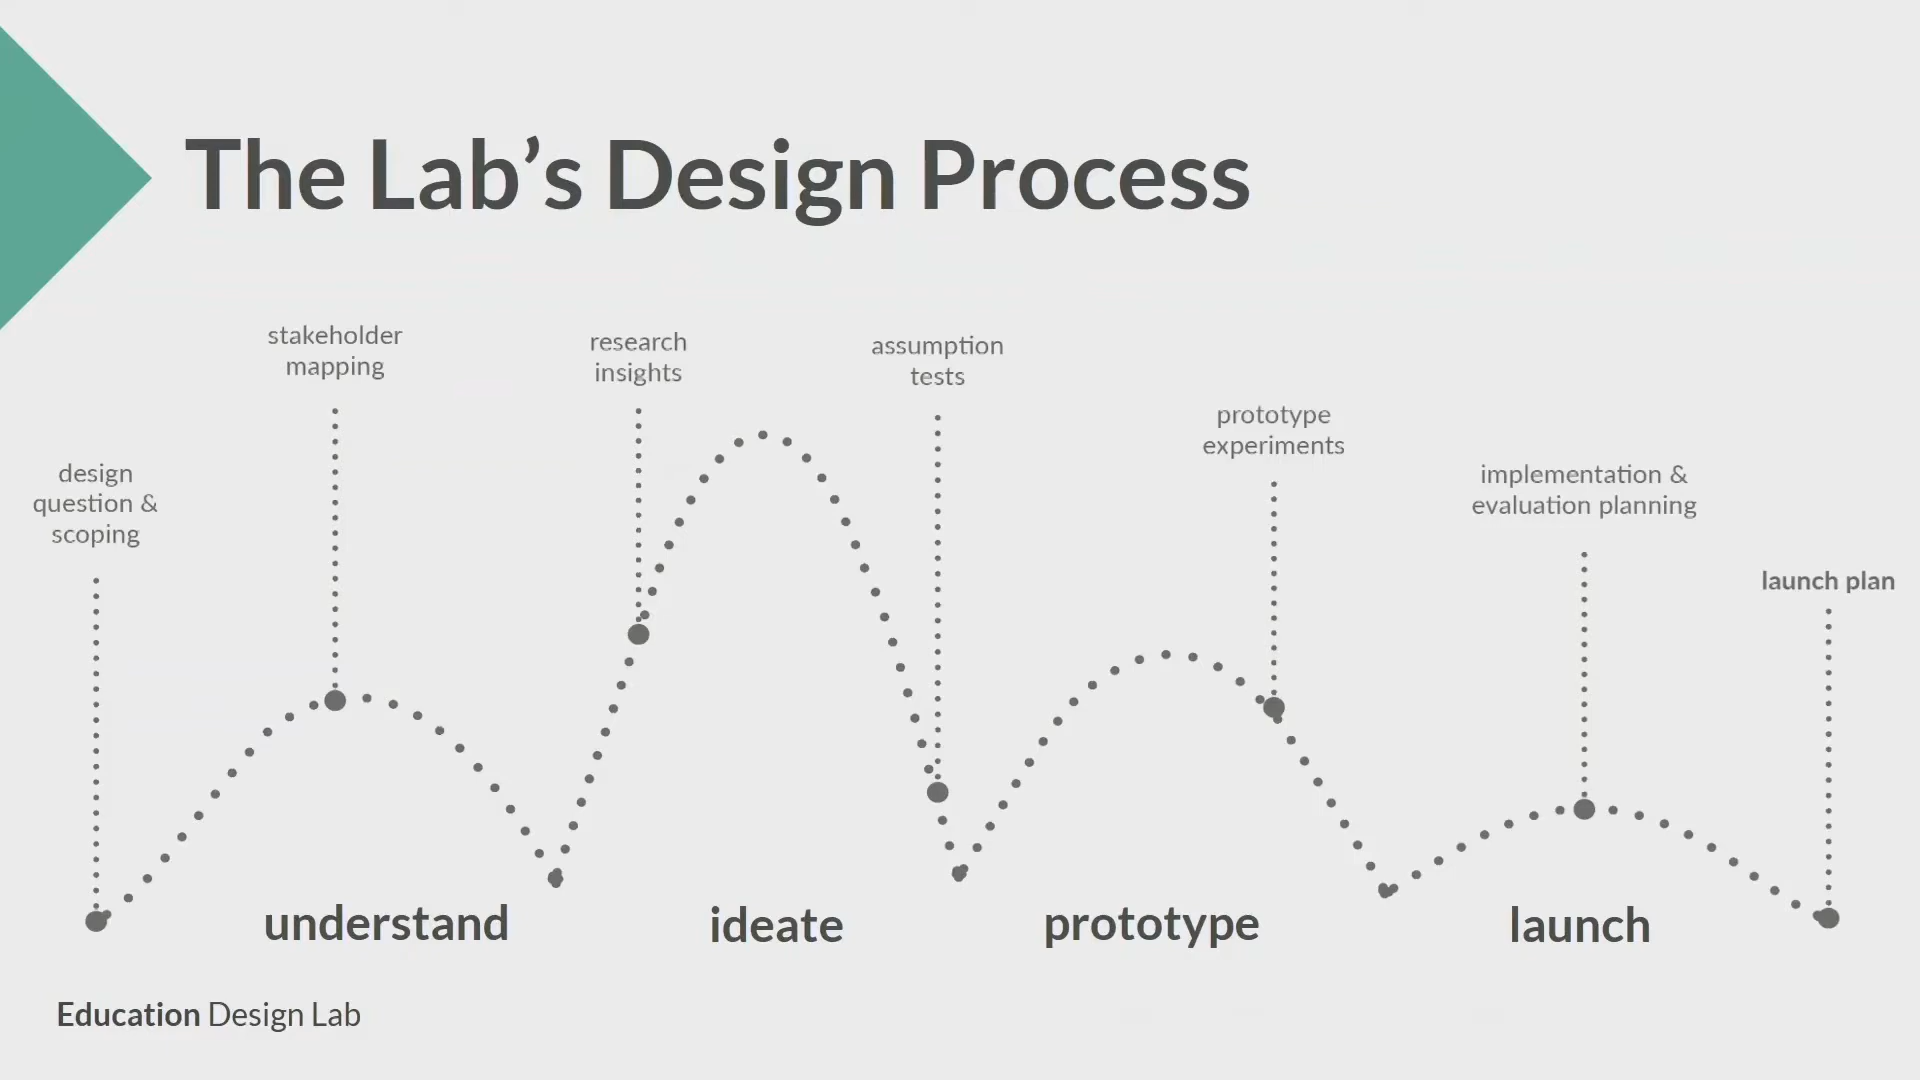 The Lab’s Design Process
design
question &
scoping
stakeholder
mapping
research
insights
assumption
tests
prototype
experiments
implementation &
evaluation planning
launch plan
understand
ideate
prototype
launch
Education Design Lab